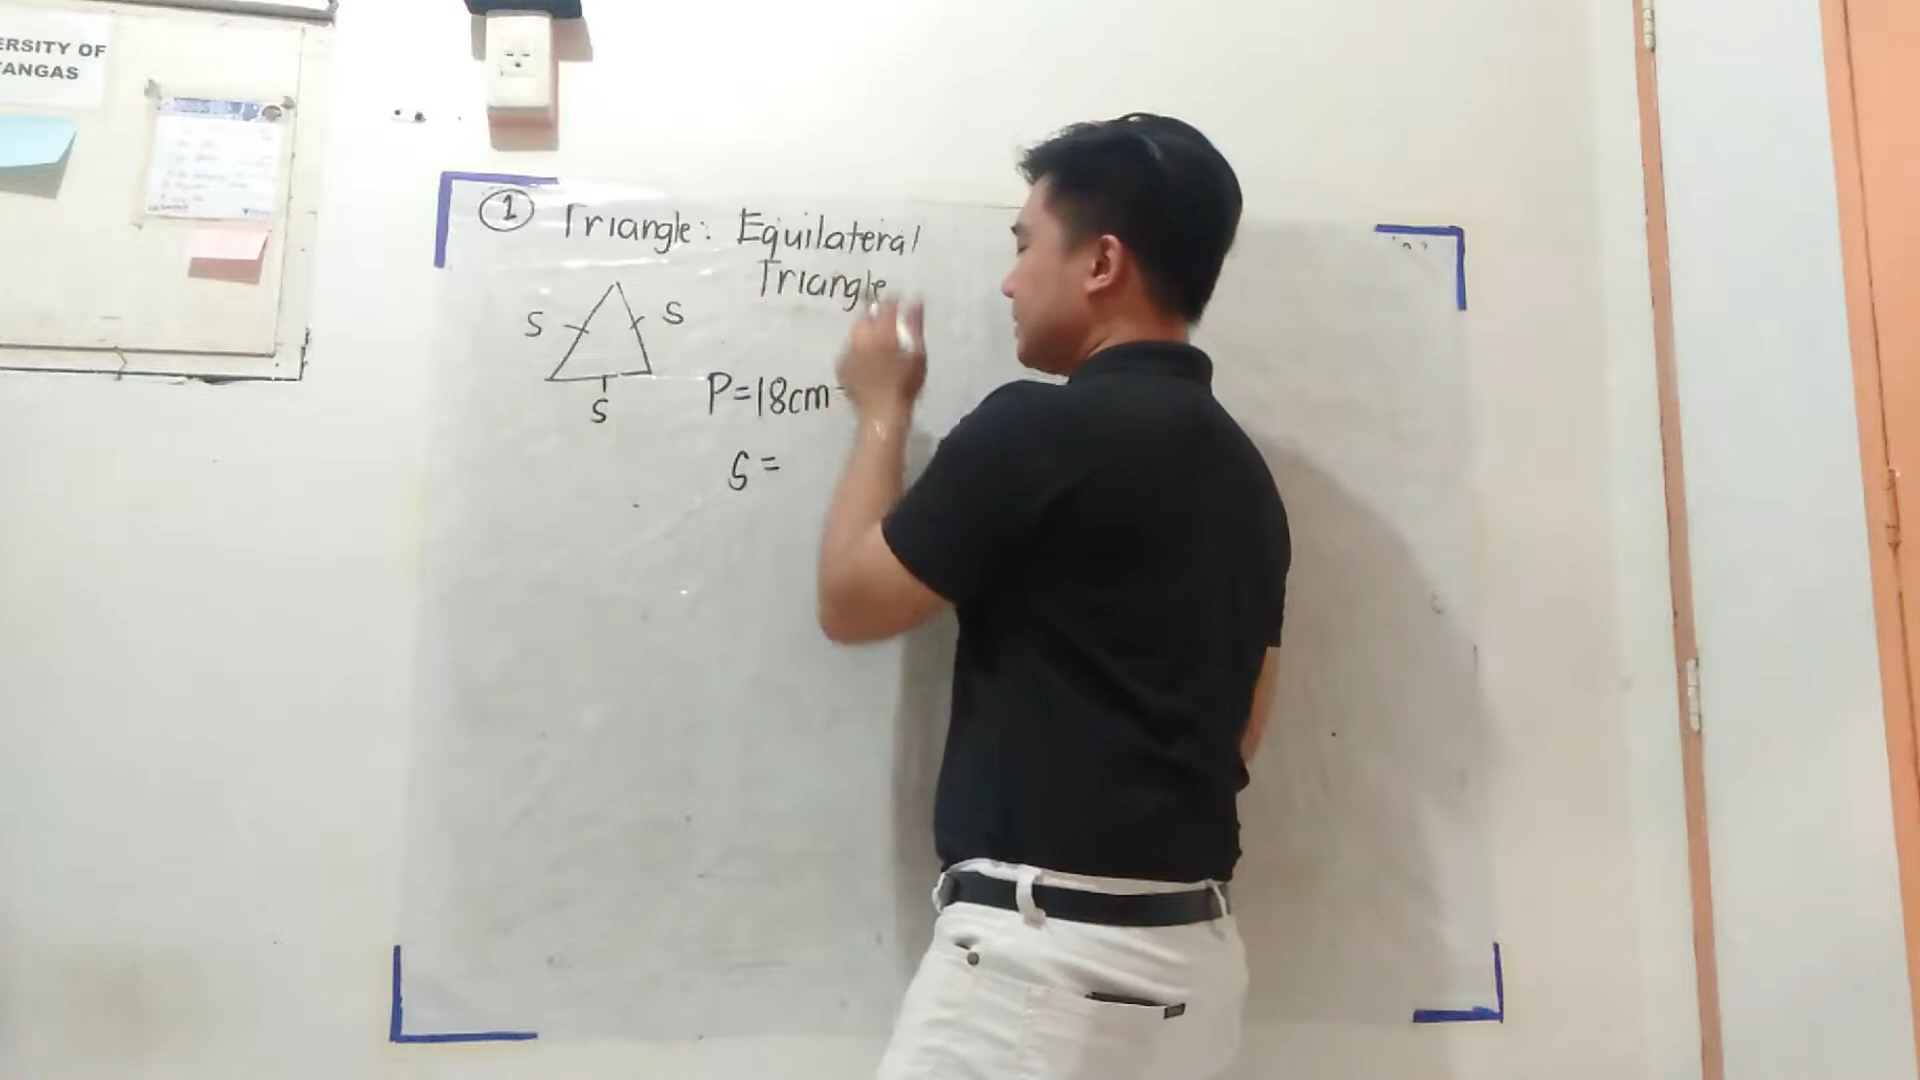 ERSITY OF
TANGAS
1 Triangle: Equilateral
Triangle
S S
S
P=18cm
S =